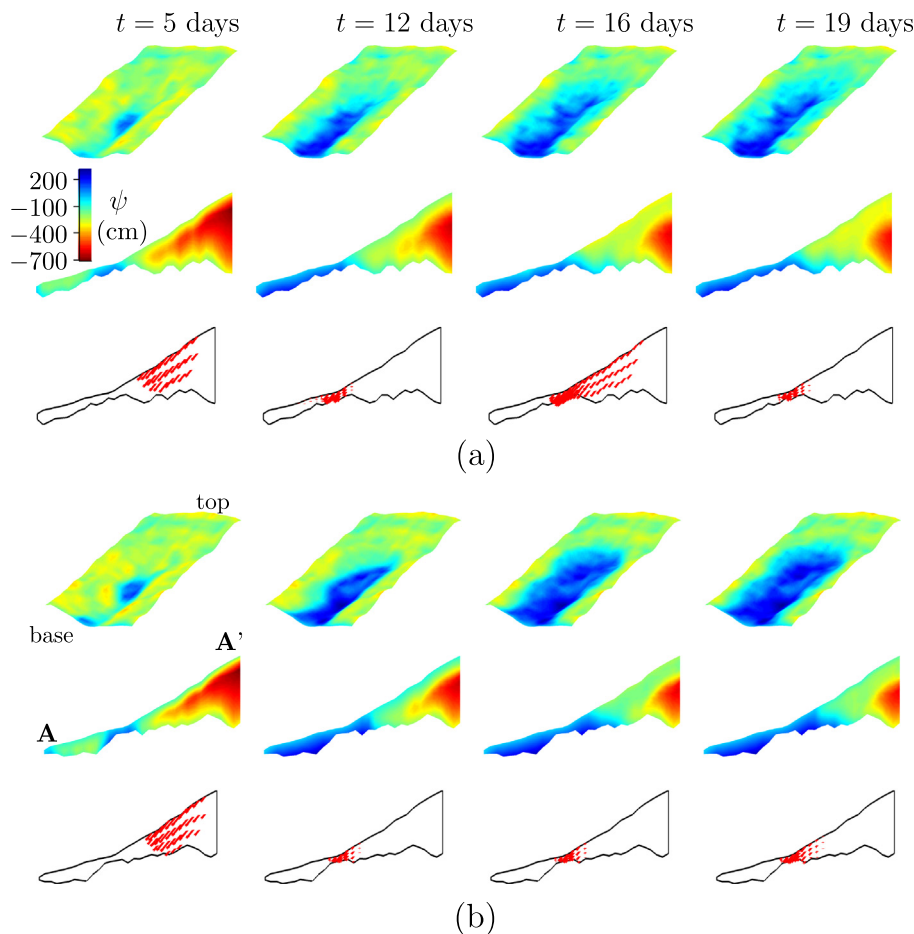 t = 5 days t = 12 days t = 16 days t = 19 days
200
−100
−400
−700
ψ
(cm)
(a)
top
base
A'
A
(b)